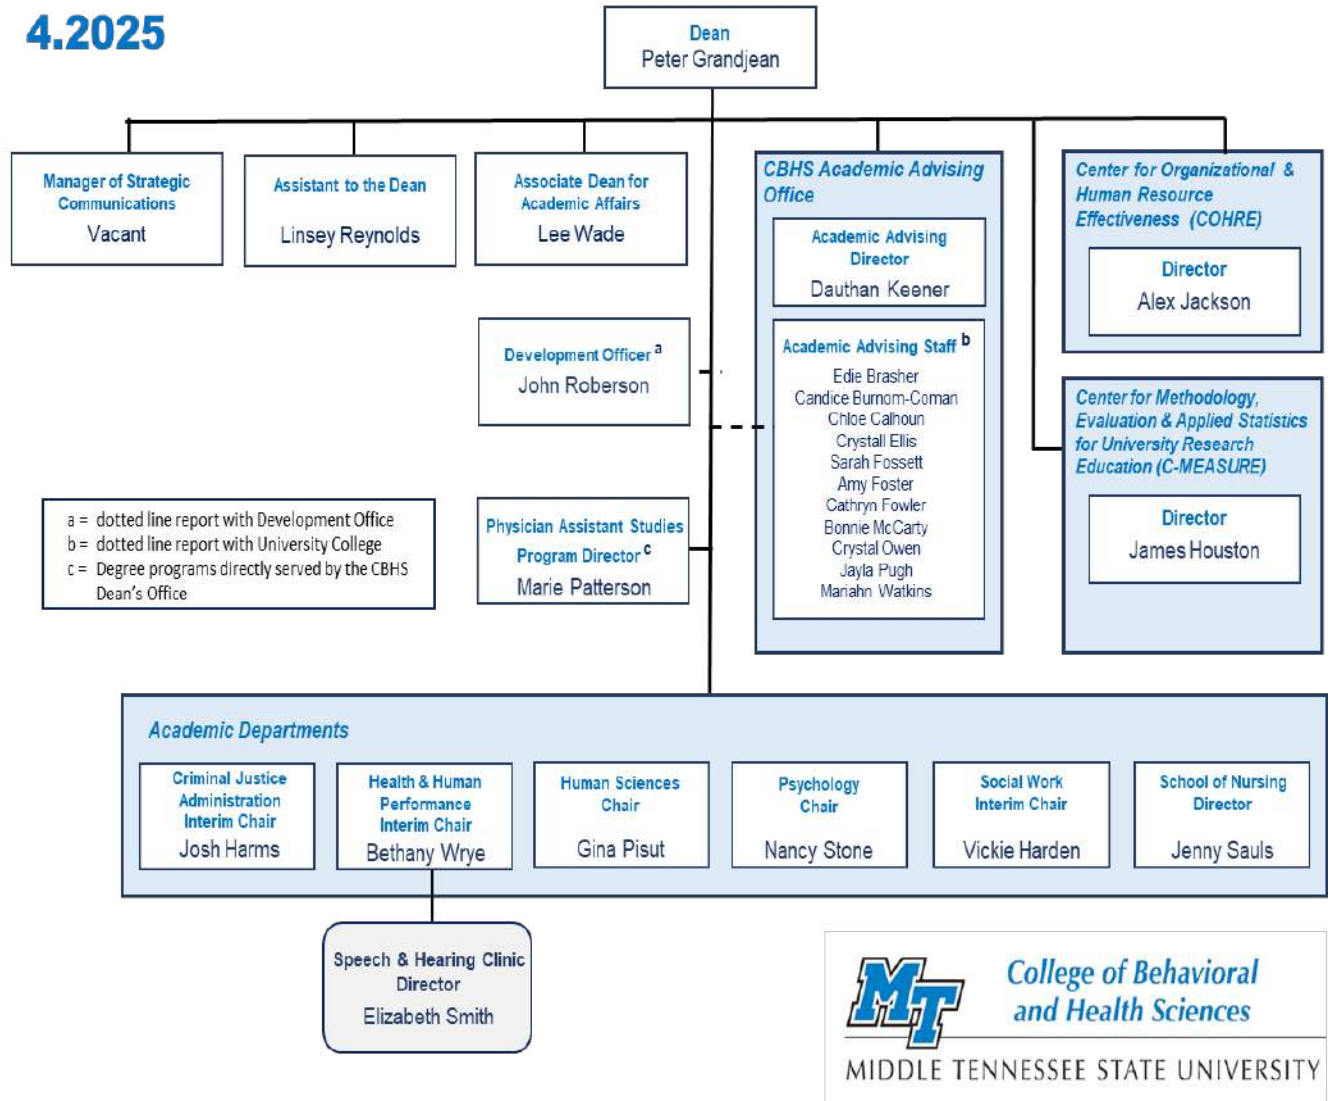 4.2025
Dean
Peter Grandjean
Manager of Strategic
Communications
Vacant
Assistant to the Dean
Linsey Reynolds
Associate Dean for
Academic Affairs
Lee Wade
CBHS Academic Advising
Office
Academic Advising
Director
Dauthan Keener
Academic Advising Staff b
Edie Brasher
Candice Burnom-Coman
Chloe Calhoun
Crystall Ellis
Sarah Fossett
Amy Foster
Cathryn Fowler
Bonnie McCarty
Crystal Owen
Jayla Pugh
Mariahn Watkins
Center for Organizational &
Human Resource
Effectiveness (COHRE)
Director
Alex Jackson
Center for Methodology,
Evaluation & Applied Statistics
for University Research
Education (C-MEASURE)
Director
James Houston
Development Officer a
John Roberson
Physician Assistant Studies
Program Director c
Marie Patterson
a = dotted line report with Development Office
b = dotted line report with University College
c = Degree programs directly served by the CBHS
Dean's Office
Academic Departments
Criminal Justice
Administration
Interim Chair
Josh Harms
Health & Human
Performance
Interim Chair
Bethany Wrye
Human Sciences
Chair
Gina Pisut
Psychology
Chair
Nancy Stone
Social Work
Interim Chair
Vickie Harden
School of Nursing
Director
Jenny Sauls
Speech & Hearing Clinic
Director
Elizabeth Smith
MT
College of Behavioral
and Health Sciences
MIDDLE TENNESSEE STATE UNIVERSITY